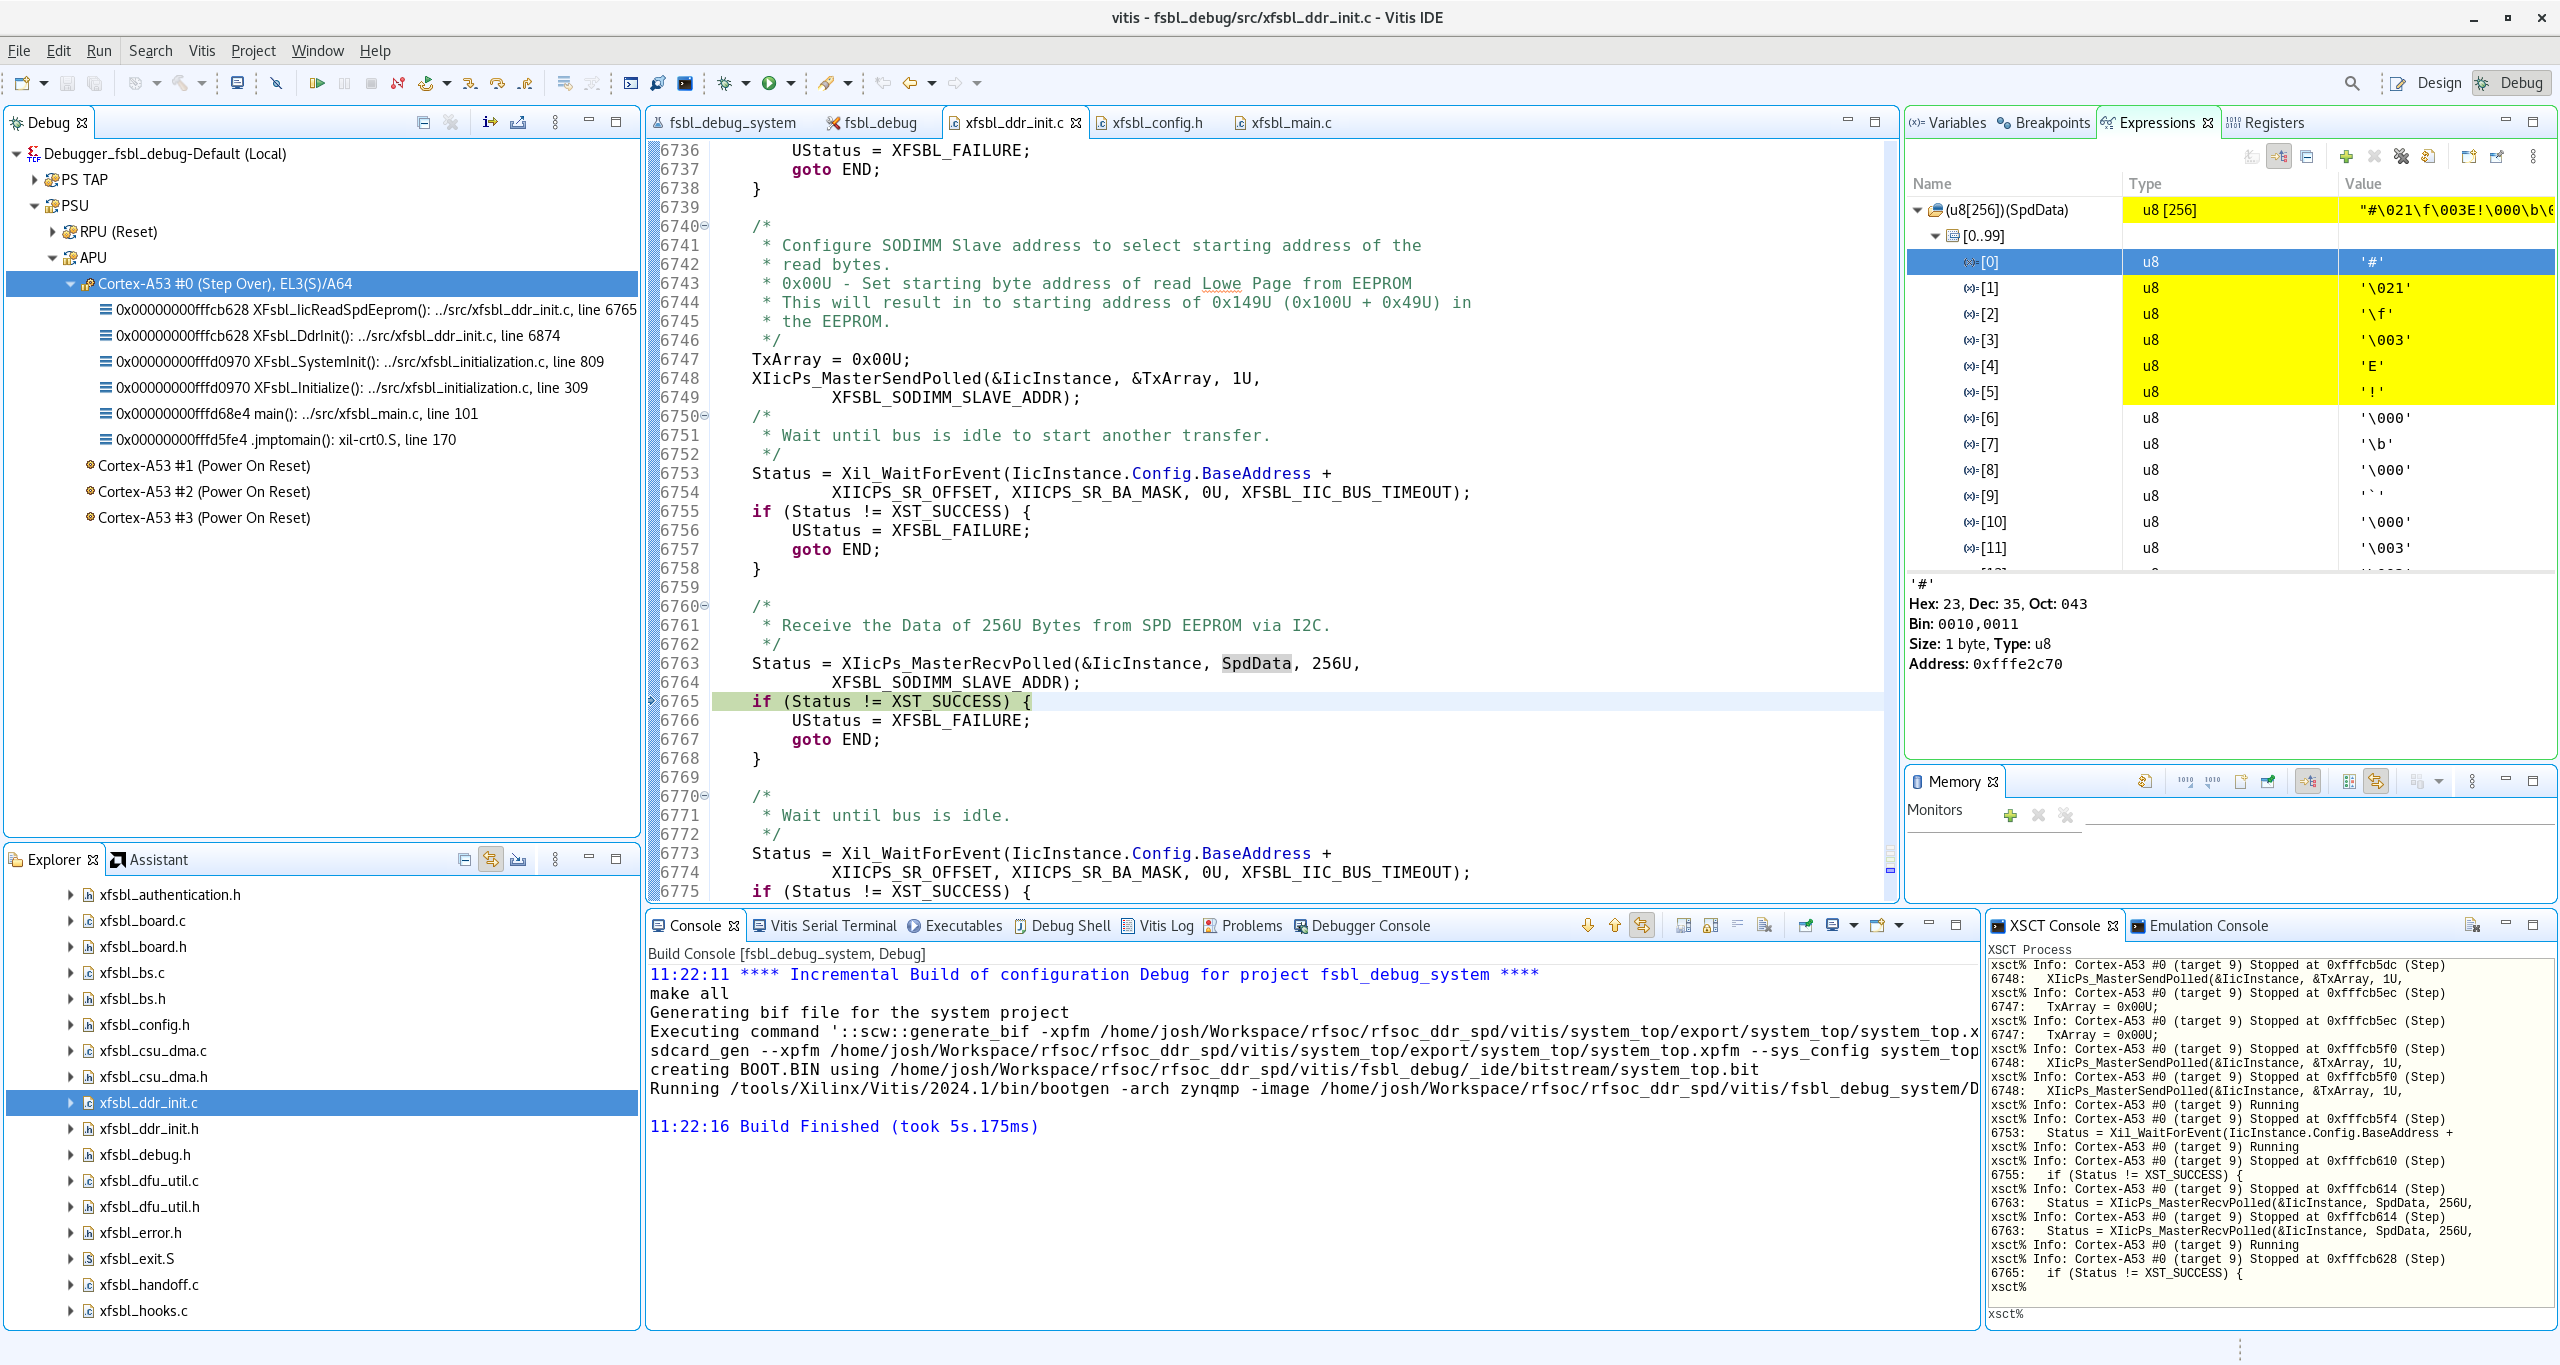 vitis - fsbl_debug/src/xfsbl_ddr_init.c - Vitis IDE
File Edit Run Search Vitis Project Window Help
Design Debug
Debug
Debugger_fsbl_debug-Default (Local)
PS TAP
PSU
RPU (Reset)
APU
Cortex-A53 #0 (Step Over), EL3(S)/A64
0x00000000fffcb628 XFsbl_IicReadSpdEeprom(): ../src/xfsbl_ddr_init.c, line 6765
0x00000000fffcb628 XFsbl_DdrInit(): ../src/xfsbl_ddr_init.c, line 6874
0x00000000fffd0970 XFsbl_SystemInit(): ../src/xfsbl_initialization.c, line 809
0x00000000fffd0970 XFsbl_Initialize(): ../src/xfsbl_initialization.c, line 309
0x00000000fffd68e4 main(): ../src/xfsbl_main.c, line 101
0x00000000fffd5fe4 .jmptomain(): xil-crt0.S, line 170
Cortex-A53 #1 (Power On Reset)
Cortex-A53 #2 (Power On Reset)
Cortex-A53 #3 (Power On Reset)
Explorer Assistant
xfsbl_authentication.h
xfsbl_board.c
xfsbl_board.h
xfsbl_bs.c
xfsbl_bs.h
xfsbl_config.h
xfsbl_csu_dma.c
xfsbl_csu_dma.h
xfsbl_ddr_init.c
xfsbl_ddr_init.h
xfsbl_debug.h
xfsbl_dfu_util.c
xfsbl_dfu_util.h
xfsbl_error.h
xfsbl_exit.S
xfsbl_handoff.c
xfsbl_hooks.c
fsbl_debug_system fsbl_debug xfsbl_ddr_init.c xfsbl_config.h xfsbl_main.c
6736 UStatus = XFSBL_FAILURE;
6737 goto END;
6738 }
6739
6740 /*
6741 * Configure SODIMM Slave address to select starting address of the
6742 * read bytes.
6743 * 0x00U - Set starting byte address of read Lowe Page from EEPROM
6744 * This will result in to starting address of 0x149U (0x100U + 0x49U) in
6745 * the EEPROM.
6746 */
6747 TxArray = 0x00U;
6748 XIicPs_MasterSendPolled(&IicInstance, &TxArray, 1U,
6749 XFSBL_SODIMM_SLAVE_ADDR);
6750 /*
6751 * Wait until bus is idle to start another transfer.
6752 */
6753 Status = Xil_WaitForEvent(IicInstance.Config.BaseAddress +
6754 XIICPS_SR_OFFSET, XIICPS_SR_BA_MASK, 0U, XFSBL_IIC_BUS_TIMEOUT);
6755 if (Status != XST_SUCCESS) {
6756 UStatus = XFSBL_FAILURE;
6757 goto END;
6758 }
6759
6760 /*
6761 * Receive the Data of 256U Bytes from SPD EEPROM via I2C.
6762 */
6763 Status = XIicPs_MasterRecvPolled(&IicInstance, SpdData, 256U,
6764 XFSBL_SODIMM_SLAVE_ADDR);
6765 if (Status != XST_SUCCESS) {
6766 UStatus = XFSBL_FAILURE;
6767 goto END;
6768 }
6769
6770 /*
6771 * Wait until bus is idle.
6772 */
6773 Status = Xil_WaitForEvent(IicInstance.Config.BaseAddress +
6774 XIICPS_SR_OFFSET, XIICPS_SR_BA_MASK, 0U, XFSBL_IIC_BUS_TIMEOUT);
6775 if (Status != XST_SUCCESS) {
Console Vitis Serial Terminal Executables Debug Shell Vitis Log Problems Debugger Console
Build Console [fsbl_debug_system, Debug]
11:22:11 **** Incremental Build of configuration Debug for project fsbl_debug_system ****
make all
Generating bif file for the system project
Executing command '::scw::generate_bif -xpfm /home/josh/Workspace/rfsoc/rfsoc_ddr_spd/vitis/system_top/export/system_top/system_top.x
sdcard_gen --xpfm /home/josh/Workspace/rfsoc/rfsoc_ddr_spd/vitis/system_top/export/system_top/system_top.xpfm --sys_config system_top
creating BOOT.BIN using /home/josh/Workspace/rfsoc/rfsoc_ddr_spd/vitis/fsbl_debug/_ide/bitstream/system_top.bit
Running /tools/Xilinx/Vitis/2024.1/bin/bootgen -arch zynqmp -image /home/josh/Workspace/rfsoc/rfsoc_ddr_spd/vitis/fsbl_debug_system/D
11:22:16 Build Finished (took 5s.175ms)
Variables Breakpoints Expressions Registers
Name Type Value
(u8[256])(SpdData) u8 [256] "#\021\f\003E!\000\b\0
[0..99]
[0] u8 '#'
[1] u8 '\021'
[2] u8 '\f'
[3] u8 '\003'
[4] u8 'E'
[5] u8 '!'
[6] u8 '\000'
[7] u8 '\b'
[8] u8 '\000'
[9] u8 '`'
[10] u8 '\000'
[11] u8 '\003'
'#'
Hex: 23, Dec: 35, Oct: 043
Bin: 0010,0011
Size: 1 byte, Type: u8
Address: 0xfffe2c70
Memory
Monitors
XSCT Console Emulation Console
XSCT Process
xsct% Info: Cortex-A53 #0 (target 9) Stopped at 0xfffcb5dc (Step)
6748: XIicPs_MasterSendPolled(&IicInstance, &TxArray, 1U,
xsct% Info: Cortex-A53 #0 (target 9) Stopped at 0xfffcb5ec (Step)
6747: TxArray = 0x00U;
xsct% Info: Cortex-A53 #0 (target 9) Stopped at 0xfffcb5ec (Step)
6747: TxArray = 0x00U;
xsct% Info: Cortex-A53 #0 (target 9) Stopped at 0xfffcb5f0 (Step)
6748: XIicPs_MasterSendPolled(&IicInstance, &TxArray, 1U,
xsct% Info: Cortex-A53 #0 (target 9) Stopped at 0xfffcb5f0 (Step)
6748: XIicPs_MasterSendPolled(&IicInstance, &TxArray, 1U,
xsct% Info: Cortex-A53 #0 (target 9) Running
xsct% Info: Cortex-A53 #0 (target 9) Stopped at 0xfffcb5f4 (Step)
6753: Status = Xil_WaitForEvent(IicInstance.Config.BaseAddress +
xsct% Info: Cortex-A53 #0 (target 9) Running
xsct% Info: Cortex-A53 #0 (target 9) Stopped at 0xfffcb610 (Step)
6755: if (Status != XST_SUCCESS) {
xsct% Info: Cortex-A53 #0 (target 9) Stopped at 0xfffcb614 (Step)
6763: Status = XIicPs_MasterRecvPolled(&IicInstance, SpdData, 256U,
xsct% Info: Cortex-A53 #0 (target 9) Stopped at 0xfffcb614 (Step)
6763: Status = XIicPs_MasterRecvPolled(&IicInstance, SpdData, 256U,
xsct% Info: Cortex-A53 #0 (target 9) Running
xsct% Info: Cortex-A53 #0 (target 9) Stopped at 0xfffcb628 (Step)
6765: if (Status != XST_SUCCESS) {
xsct%
xsct%